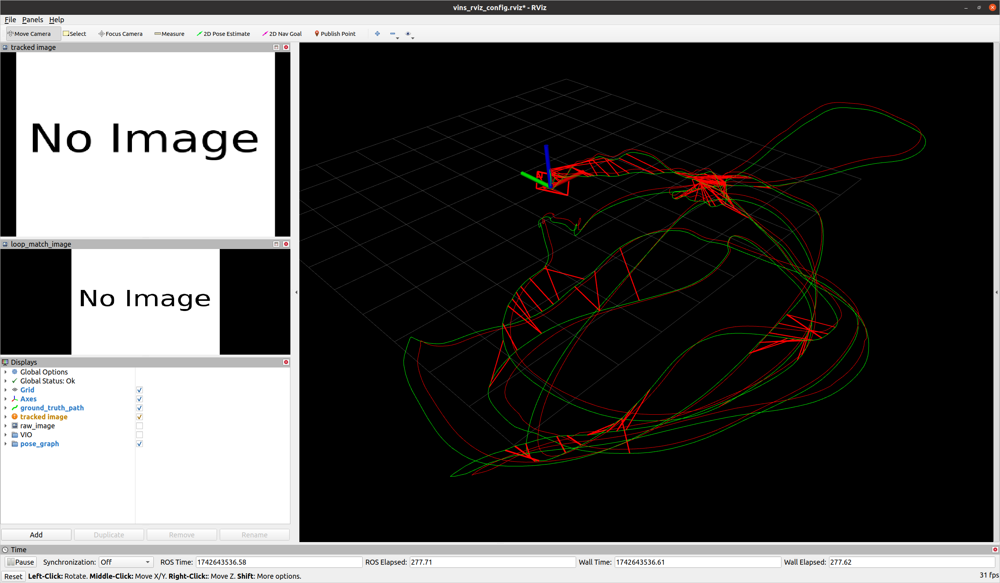 vins_rviz_config.rviz* - RViz
File Panels Help
Move Camera Select Focus Camera Measure 2D Pose Estimate 2D Nav Goal Publish Point
tracked image
No Image
loop_match_image
No Image
Displays
Global Options
Global Status: Ok
Grid
Axes
ground_truth_path
tracked image
raw_image
VIO
pose_graph
Add Duplicate Remove Rename
Time
Pause Synchronization: Off ROS Time: 1742643536.58 ROS Elapsed: 277.71 Wall Time: 1742643536.61 Wall Elapsed: 277.62
Reset Left-Click: Rotate. Middle-Click: Move X/Y. Right-Click:: Move Z. Shift: More options. 31 fps